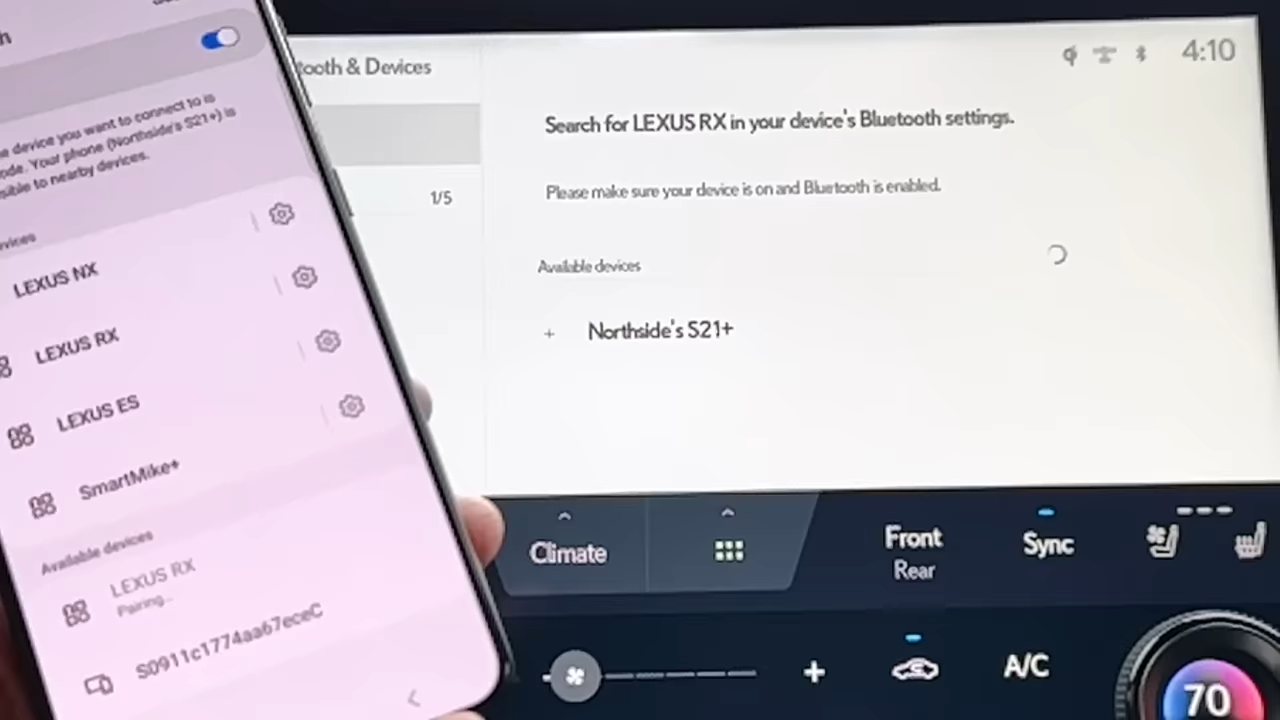 the device you want to connect to is
Your phone (Northside's S21+) is
to nearby devices.
LEXUS NX
LEXUS RX
LEXUS ES
SmartMike+
Available devices
LEXUS RX
Pairing...
S0911c1774aa67eceC
& Devices
1/5
4:10
Search for LEXUS RX in your device's Bluetooth settings.
Please make sure your device is on and Bluetooth is enabled.
Available devices
+ Northside's S21+
Climate
Front
Rear
Sync
+
A/C
70